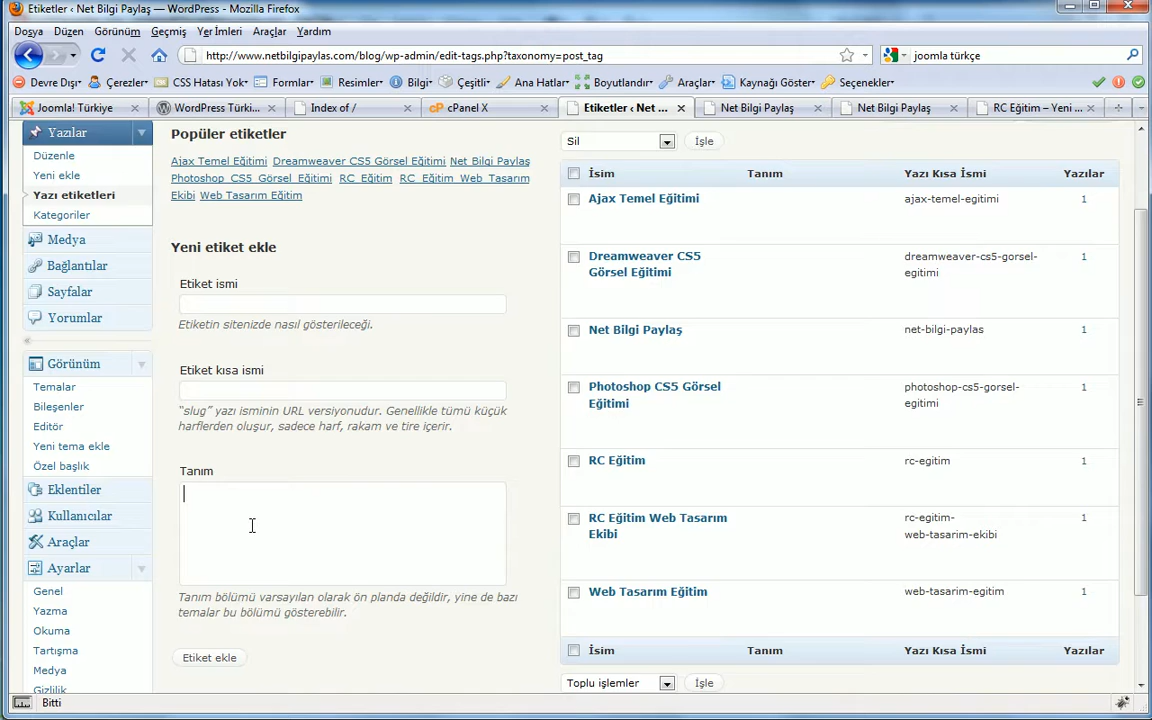 Etiketler ‹ Net Bilgi Paylaş — WordPress - Mozilla Firefox
Dosya Düzen Görünüm Geçmiş Yer İmleri Araçlar Yardım
http://www.netbilgipaylas.com/blog/wp-admin/edit-tags.php?taxonomy=post_tag
joomla türkçe
Devre Dışı Çerezler CSS Hatası Yok Formlar Resimler Bilgi Çeşitli Ana Hatlar Boyutlandır Araçlar Kaynağı Göster Seçenekler
Joomla! Türkiye WordPress Türki... Index of / cPanel X Etiketler ‹ Net ... Net Bilgi Paylaş Net Bilgi Paylaş RC Eğitim – Yeni ...
Yazılar
Düzenle
Yeni ekle
Yazı etiketleri
Kategoriler
Medya
Bağlantılar
Sayfalar
Yorumlar
Görünüm
Temalar
Bileşenler
Editör
Yeni tema ekle
Özel başlık
Eklentiler
Kullanıcılar
Araçlar
Ayarlar
Genel
Yazma
Okuma
Tartışma
Medya
Gizlilik
Popüler etiketler
Ajax Temel Eğitimi Dreamweaver CS5 Görsel Eğitimi Net Bilgi Paylaş
Photoshop CS5 Görsel Eğitimi RC Eğitim RC Eğitim Web Tasarım
Ekibi Web Tasarım Eğitim
Yeni etiket ekle
Etiket ismi
Etiketin sitenizde nasıl gösterileceği.
Etiket kısa ismi
“slug” yazı isminin URL versiyonudur. Genellikle tümü küçük
harflerden oluşur, sadece harf, rakam ve tire içerir.
Tanım
Tanım bölümü varsayılan olarak ön planda değildir, yine de bazı
temalar bu bölümü gösterebilir.
Etiket ekle
Sil İşle
İsim Tanım Yazı Kısa İsmi Yazılar
Ajax Temel Eğitimi ajax-temel-egitimi 1
Dreamweaver CS5 dreamweaver-cs5-gorsel- 1
Görsel Eğitimi egitimi
Net Bilgi Paylaş net-bilgi-paylas 1
Photoshop CS5 Görsel photoshop-cs5-gorsel- 1
Eğitimi egitimi
RC Eğitim rc-egitim 1
RC Eğitim Web Tasarım rc-egitim- 1
Ekibi web-tasarim-ekibi
Web Tasarım Eğitim web-tasarim-egitim 1
İsim Tanım Yazı Kısa İsmi Yazılar
Toplu işlemler İşle
Bitti